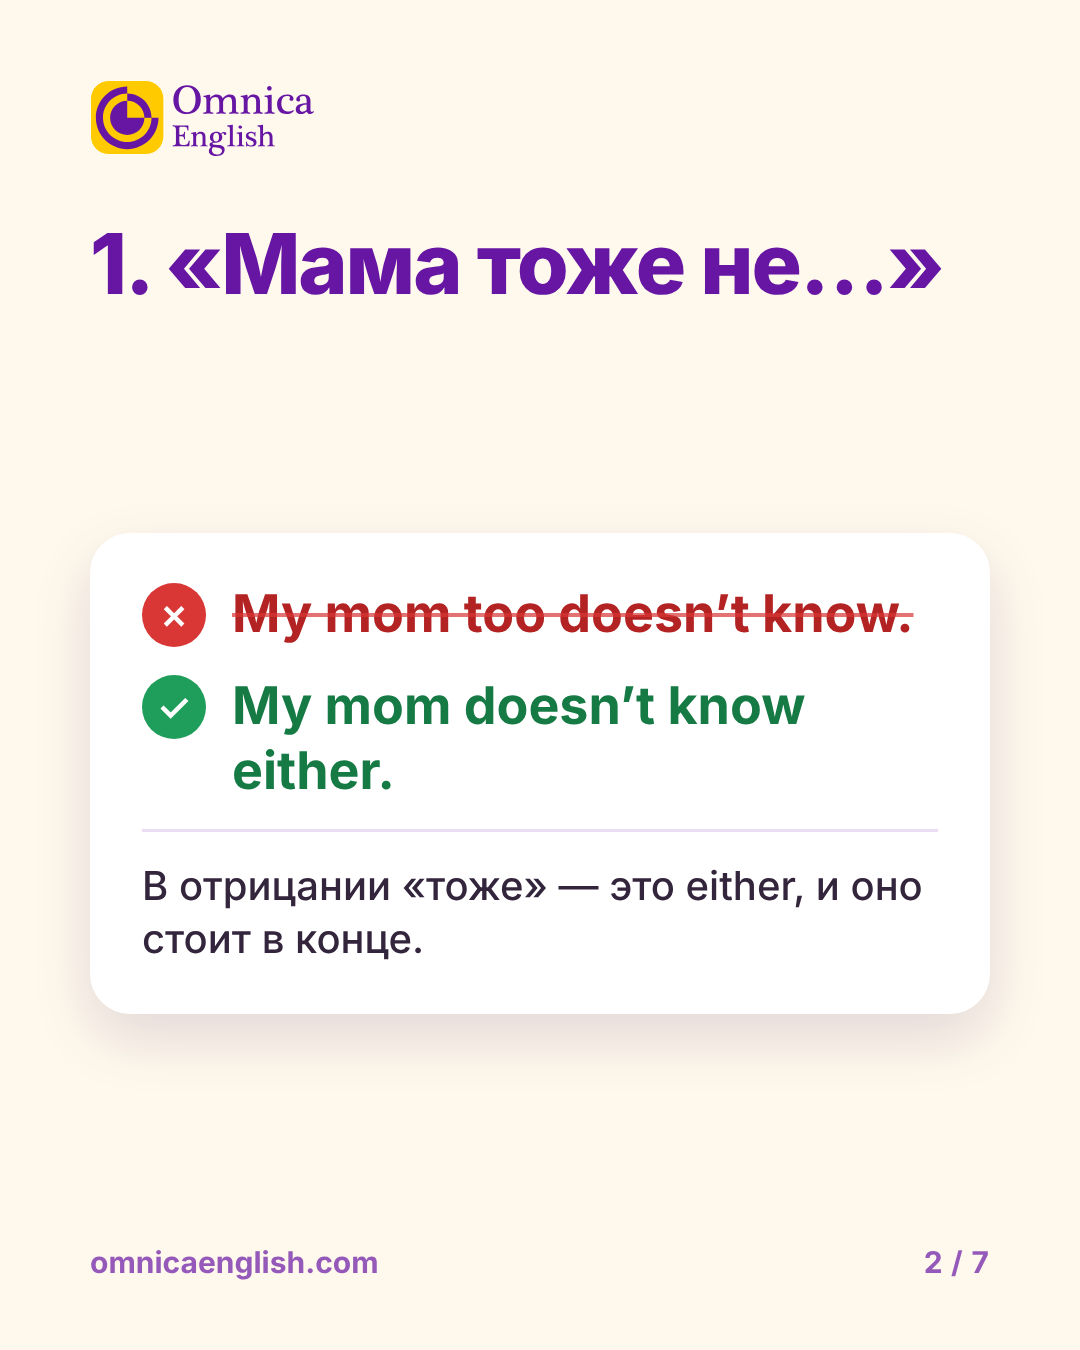 Omnica
English
1. «Мама тоже не…»
My mom too doesn’t know.
My mom doesn’t know
either.
В отрицании «тоже» — это either, и оно
стоит в конце.
omnicaenglish.com
2 / 7